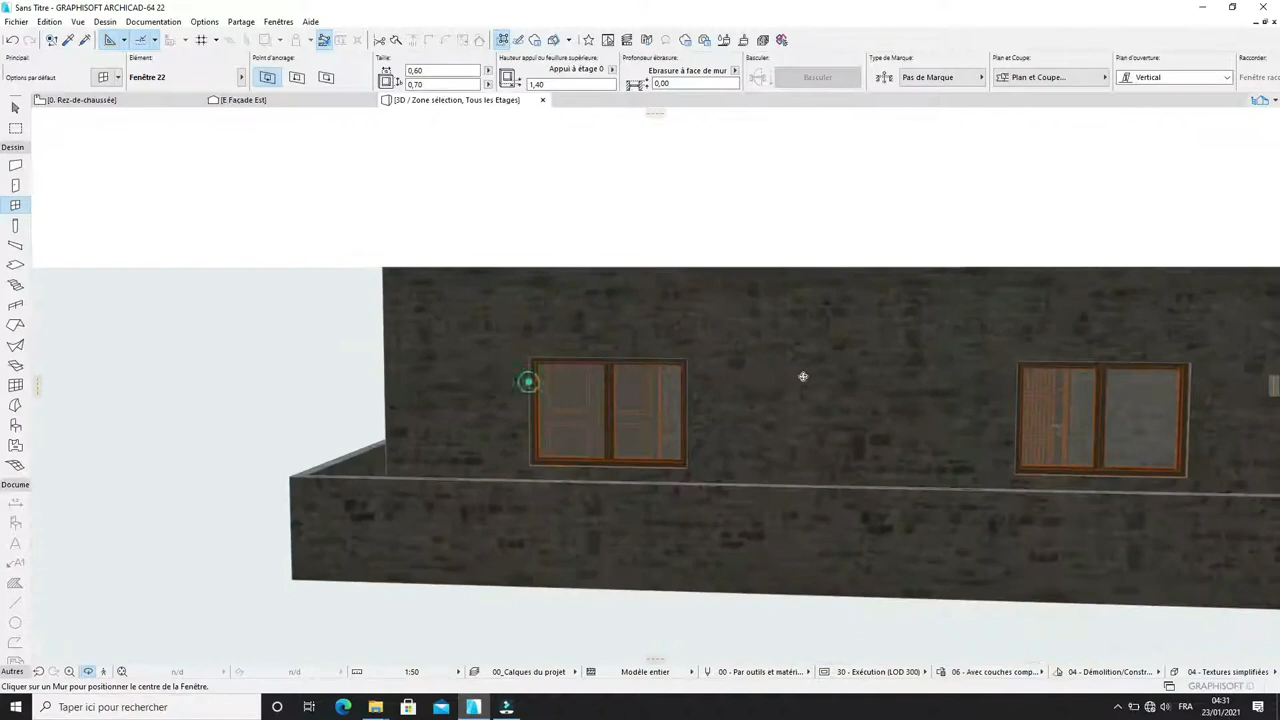 Sans Titre - GRAPHISOFT ARCHICAD-64 22
Fichier Edition Vue Dessin Documentation Options Partage Fenêtres Aide
Principal: Elément: Point d'ancrage: Taille: Hauteur appui ou feuillure supérieure: Profondeur ébrasure: Basculer: Type de Marque: Plan et Coupe: Plan d'ouverture: Raccorder:
Options par défaut Fenêtre 22 0,60 Appui à étage 0 Ebrasure à face de mur Basculer Pas de Marque Plan et Coupe... Vertical Fenêtre racc
0,70 1,40 0,00
[0. Rez-de-chaussée] [E Façade Est] [3D / Zone sélection, Tous les Etages]
Dessin
Docume
Autres n/d n/d 1:50 00_Calques du projet Modèle entier 00 - Par outils et matéri... 30 - Exécution (LOD 300) 06 - Avec couches comp... 04 - Démolition/Constr... 04 - Textures simplifiées
Cliquer sur un Mur pour positionner le centre de la Fenêtre.
GRAPHISOFT
Taper ici pour rechercher
FRA
04:31
23/01/2021